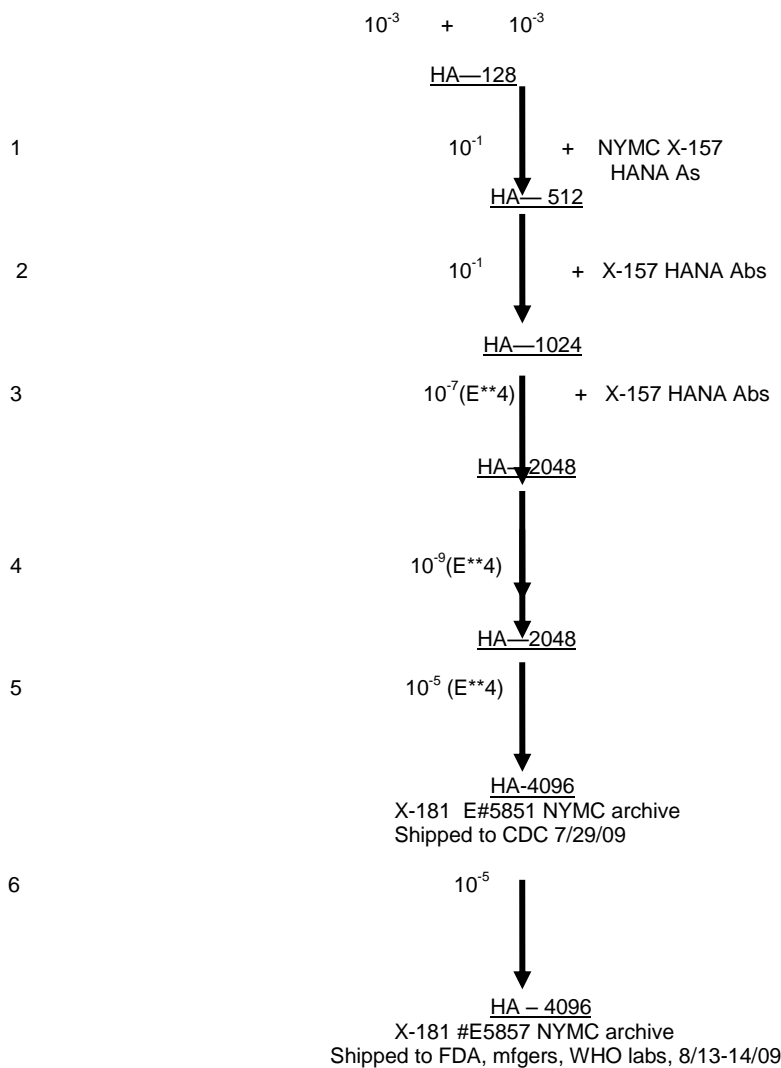 10⁻³ + 10⁻³
HA—128
1 10⁻¹ + NYMC X-157
HANA As
HA— 512
2 10⁻¹ + X-157 HANA Abs
HA—1024
3 10⁻⁷(E**4) + X-157 HANA Abs
HA—2048
4 10⁻⁹(E**4)
HA—2048
5 10⁻⁵ (E**4)
HA-4096
X-181 E#5851 NYMC archive
Shipped to CDC 7/29/09
6 10⁻⁵
HA – 4096
X-181 #E5857 NYMC archive
Shipped to FDA, mfgers, WHO labs, 8/13-14/09